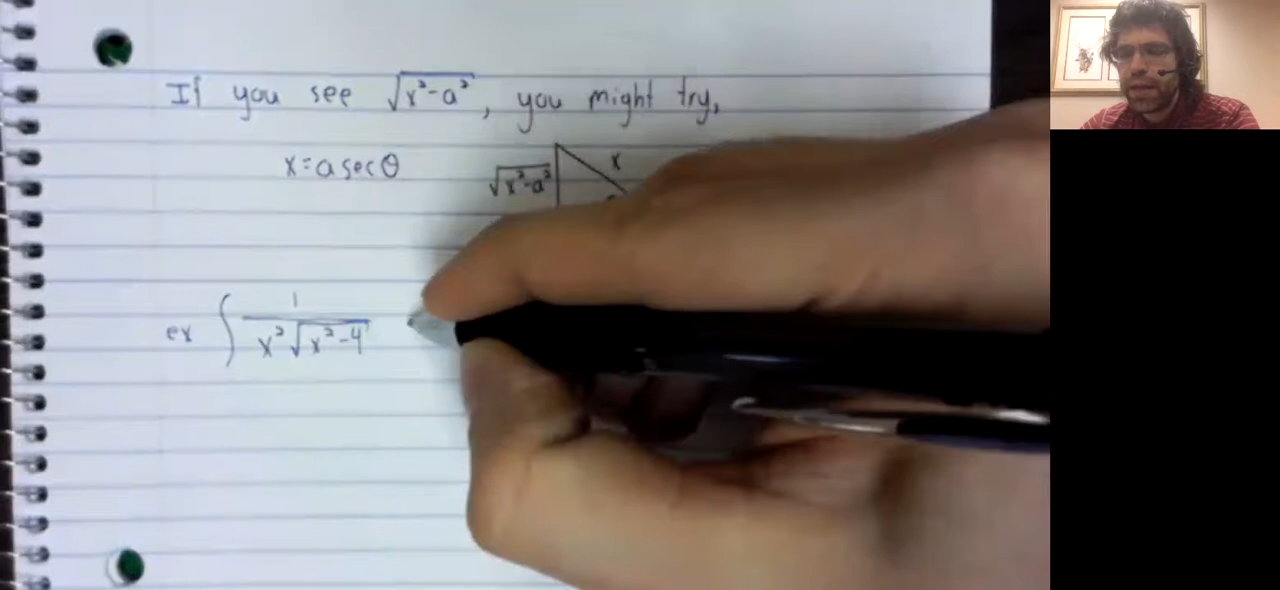 If you see √(x²-a²), you might try,
x = a sec θ
√(x²-a²) x
ex ∫ 1/(x²√(x²-4))